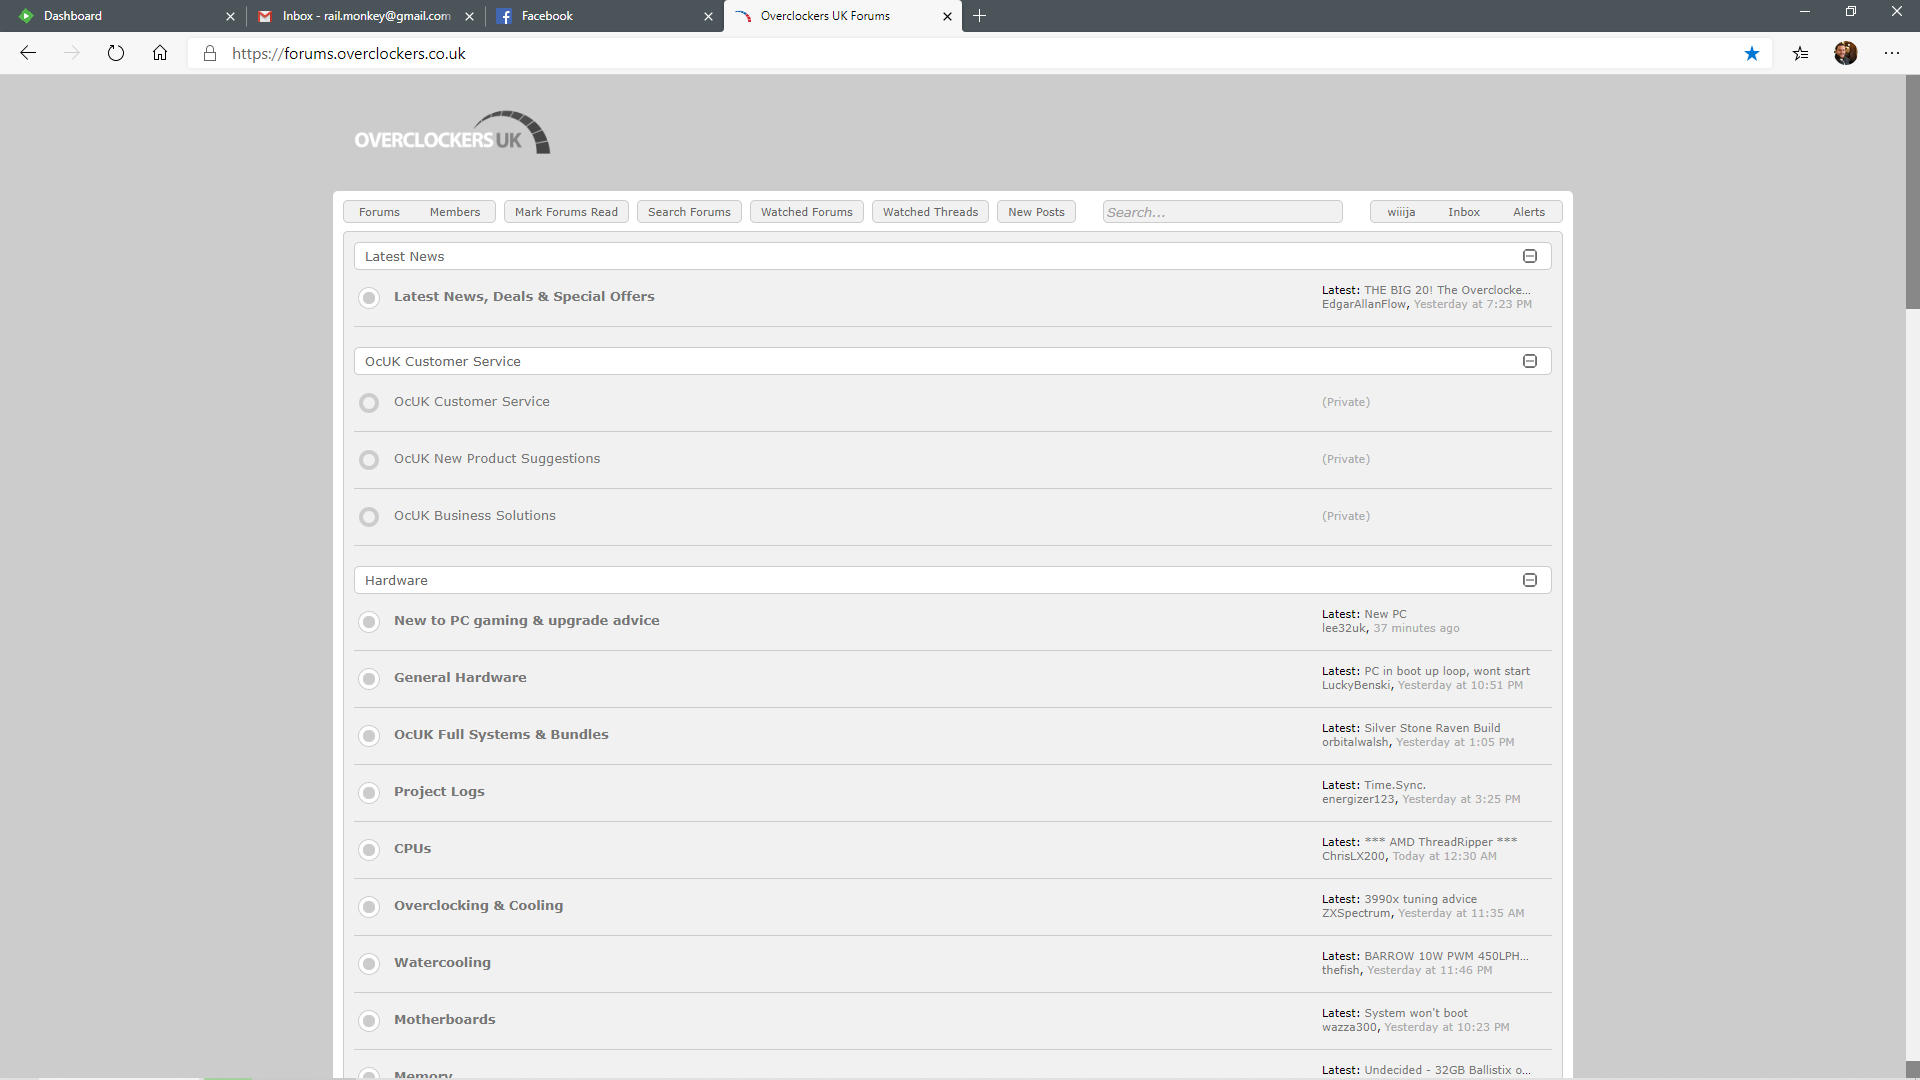 Dashboard
Inbox - rail.monkey@gmail.com
Facebook
Overclockers UK Forums
https://forums.overclockers.co.uk
OVERCLOCKERS UK
Forums Members Mark Forums Read Search Forums Watched Forums Watched Threads New Posts Search... wiiija Inbox Alerts
Latest News
Latest News, Deals & Special Offers
Latest: THE BIG 20! The Overclocke...
EdgarAllanFlow, Yesterday at 7:23 PM
OcUK Customer Service
OcUK Customer Service
(Private)
OcUK New Product Suggestions
(Private)
OcUK Business Solutions
(Private)
Hardware
New to PC gaming & upgrade advice
Latest: New PC
lee32uk, 37 minutes ago
General Hardware
Latest: PC in boot up loop, wont start
LuckyBenski, Yesterday at 10:51 PM
OcUK Full Systems & Bundles
Latest: Silver Stone Raven Build
orbitalwalsh, Yesterday at 1:05 PM
Project Logs
Latest: Time.Sync.
energizer123, Yesterday at 3:25 PM
CPUs
Latest: *** AMD ThreadRipper ***
ChrisLX200, Today at 12:30 AM
Overclocking & Cooling
Latest: 3990x tuning advice
ZXSpectrum, Yesterday at 11:35 AM
Watercooling
Latest: BARROW 10W PWM 450LPH...
thefish, Yesterday at 11:46 PM
Motherboards
Latest: System won't boot
wazza300, Yesterday at 10:23 PM
Memory
Latest: Undecided - 32GB Ballistix o...